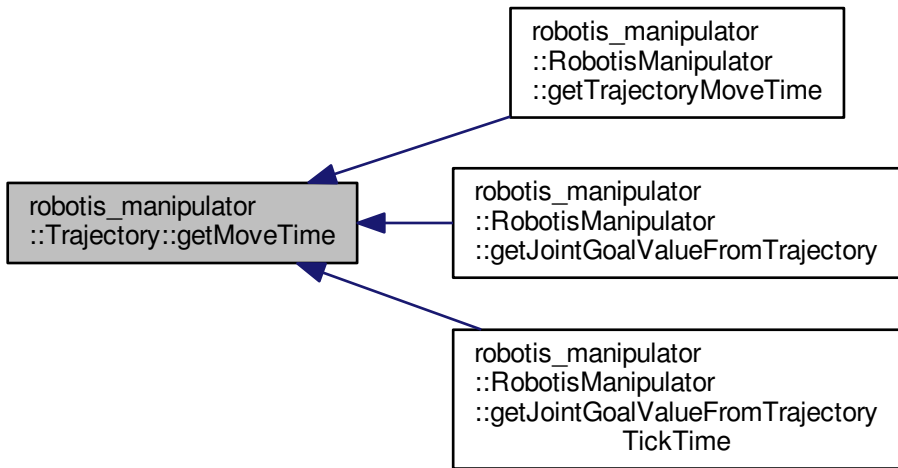 robotis_manipulator
::RobotisManipulator
::getTrajectoryMoveTime
robotis_manipulator
::Trajectory::getMoveTime
robotis_manipulator
::RobotisManipulator
::getJointGoalValueFromTrajectory
robotis_manipulator
::RobotisManipulator
::getJointGoalValueFromTrajectory
TickTime